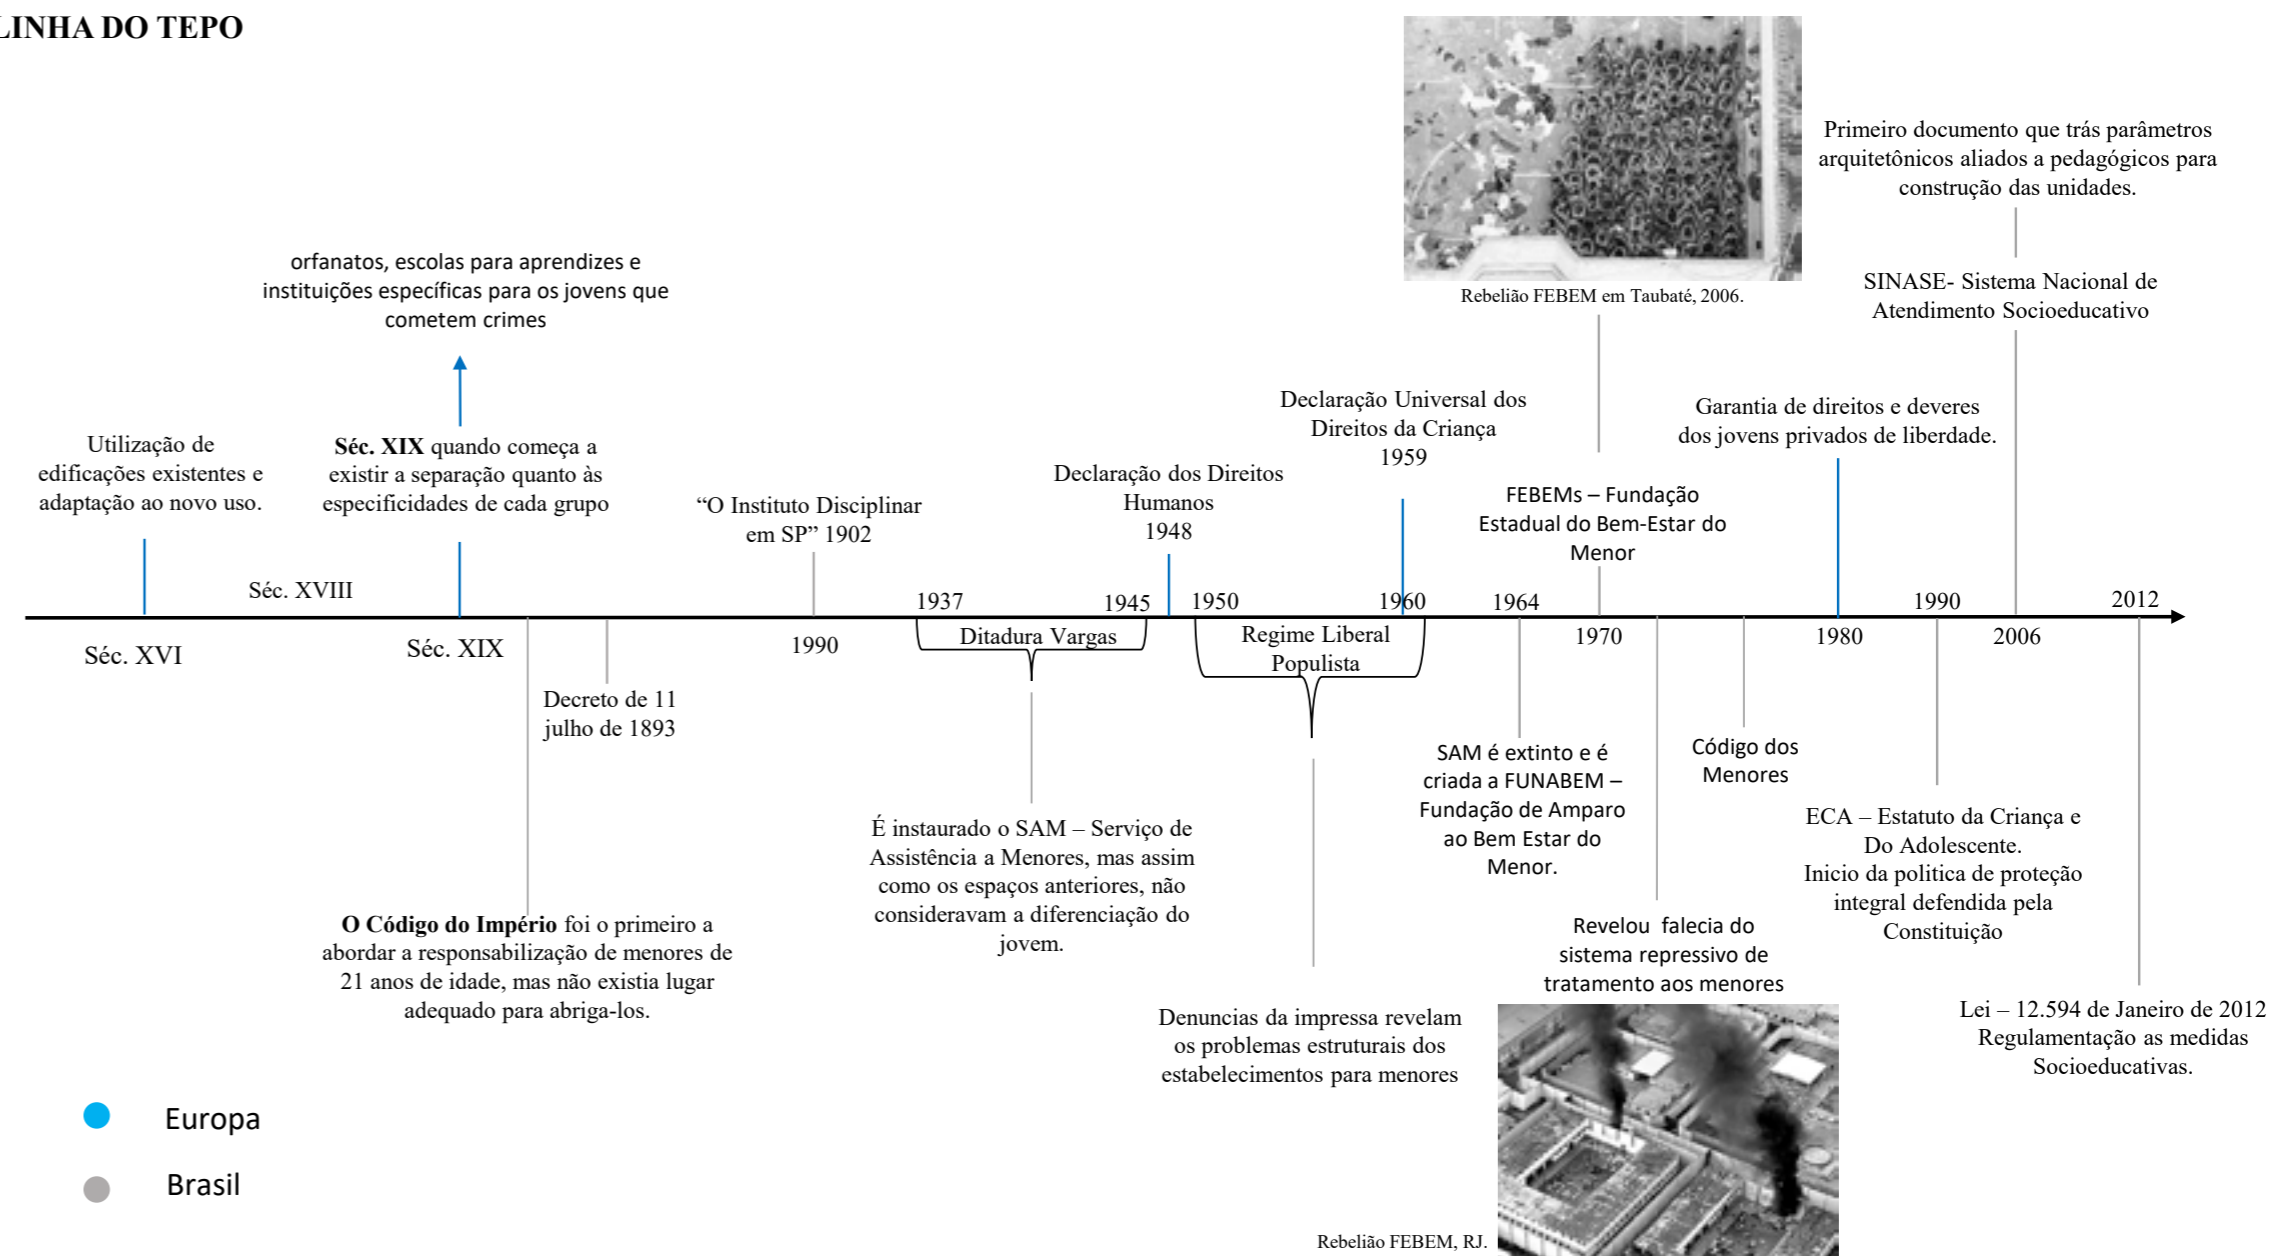 LINHA DO TEPO
Rebelião FEBEM em Taubaté, 2006.
Primeiro documento que trás parâmetros
arquitetônicos aliados a pedagógicos para
construção das unidades.
SINASE- Sistema Nacional de
Atendimento Socioeducativo
orfanatos, escolas para aprendizes e
instituições específicas para os jovens que
cometem crimes
Utilização de
edificações existentes e
adaptação ao novo uso.
Séc. XIX quando começa a
existir a separação quanto às
especificidades de cada grupo
“O Instituto Disciplinar
em SP” 1902
Declaração dos Direitos
Humanos
1948
Declaração Universal dos
Direitos da Criança
1959
FEBEMs – Fundação
Estadual do Bem-Estar do
Menor
Garantia de direitos e deveres
dos jovens privados de liberdade.
Séc. XVIII
1937
1945
1950
1960
1964
1990
2012
Séc. XVI
Séc. XIX
1990
Ditadura Vargas
Regime Liberal
Populista
1970
1980
2006
Decreto de 11
julho de 1893
O Código do Império foi o primeiro a
abordar a responsabilização de menores de
21 anos de idade, mas não existia lugar
adequado para abriga-los.
É instaurado o SAM – Serviço de
Assistência a Menores, mas assim
como os espaços anteriores, não
consideravam a diferenciação do
jovem.
Denuncias da impressa revelam
os problemas estruturais dos
estabelecimentos para menores
SAM é extinto e é
criada a FUNABEM –
Fundação de Amparo
ao Bem Estar do
Menor.
Revelou falecia do
sistema repressivo de
tratamento aos menores
Código dos
Menores
ECA – Estatuto da Criança e
Do Adolescente.
Inicio da politica de proteção
integral defendida pela
Constituição
Lei – 12.594 de Janeiro de 2012
Regulamentação as medidas
Socioeducativas.
Europa
Brasil
Rebelião FEBEM, RJ.